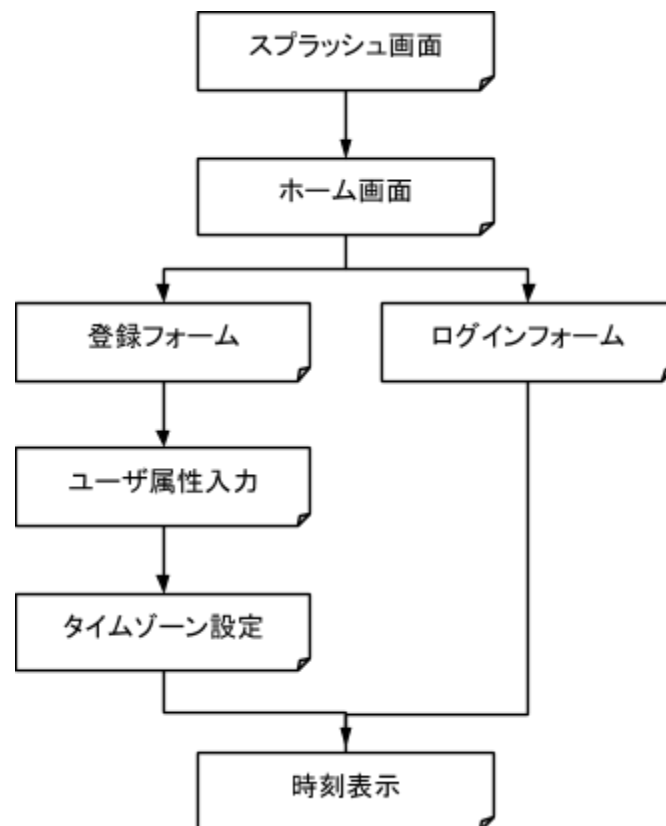 スプラッシュ画面
ホーム画面
登録フォーム
ログインフォーム
ユーザ属性入力
タイムゾーン設定
時刻表示